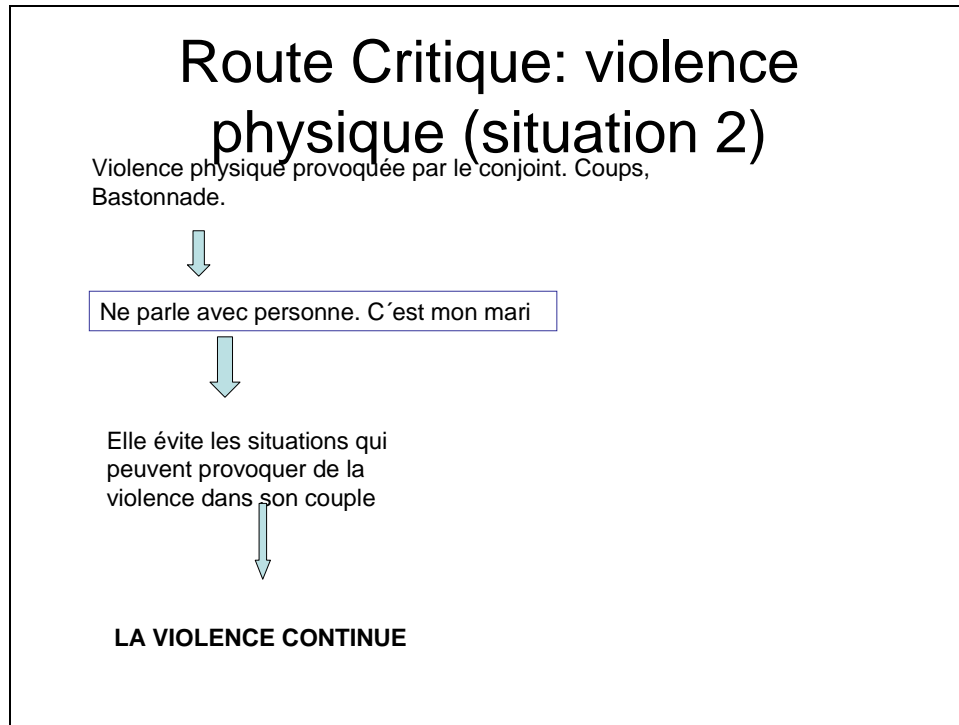 Route Critique: violence
physique (situation 2)
Violence physique provoquée par le conjoint. Coups,
Bastonnade.
Ne parle avec personne. C´est mon mari
Elle évite les situations qui
peuvent provoquer de la
violence dans son couple
LA VIOLENCE CONTINUE